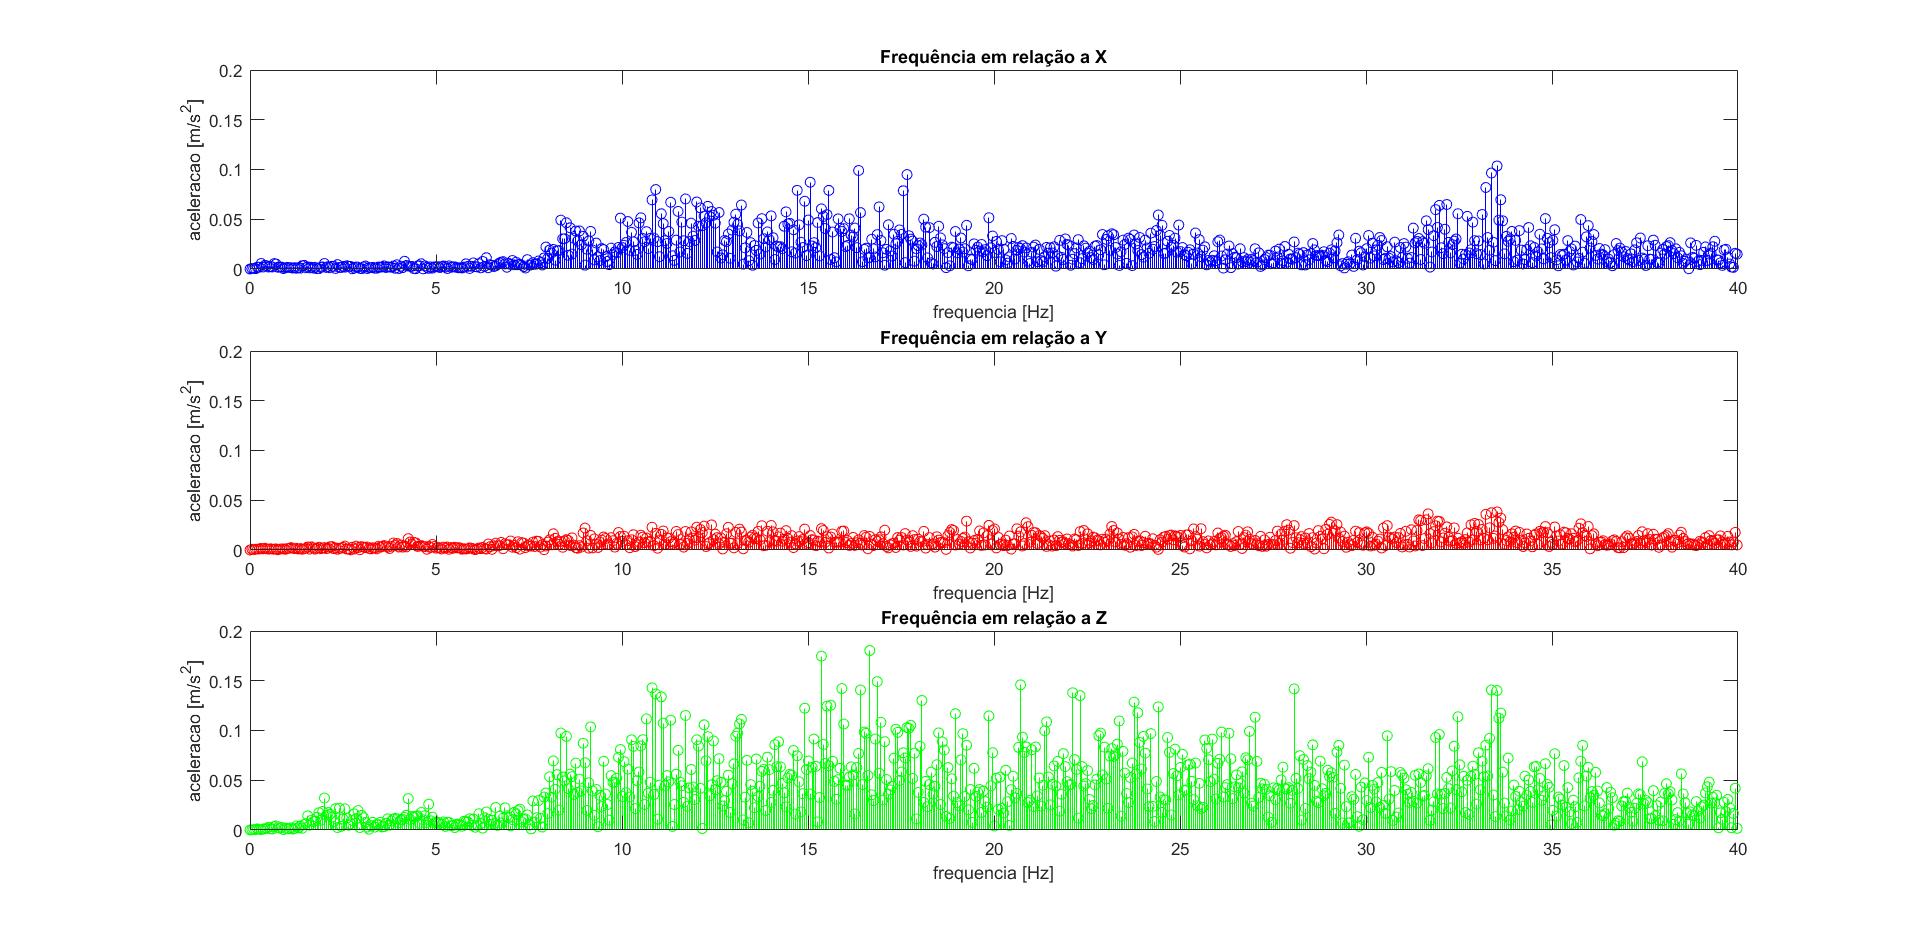 Frequência em relação a X
0.2
0.15
0.1
0.05
0
aceleracao [m/s²]
0 5 10 15 20 25 30 35 40
frequencia [Hz]
Frequência em relação a Y
0.2
0.15
0.1
0.05
0
aceleracao [m/s²]
0 5 10 15 20 25 30 35 40
frequencia [Hz]
Frequência em relação a Z
0.2
0.15
0.1
0.05
0
aceleracao [m/s²]
0 5 10 15 20 25 30 35 40
frequencia [Hz]